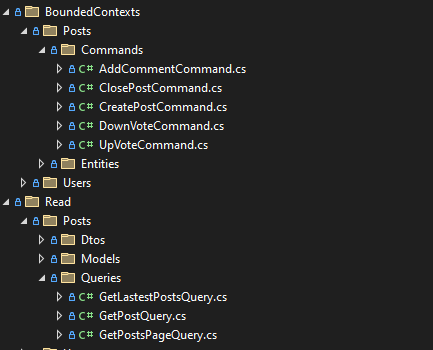 BoundedContexts
Posts
Commands
C# AddCommentCommand.cs
C# ClosePostCommand.cs
C# CreatePostCommand.cs
C# DownVoteCommand.cs
C# UpVoteCommand.cs
Entities
Users
Read
Posts
Dtos
Models
Queries
C# GetLastestPostsQuery.cs
C# GetPostQuery.cs
C# GetPostsPageQuery.cs